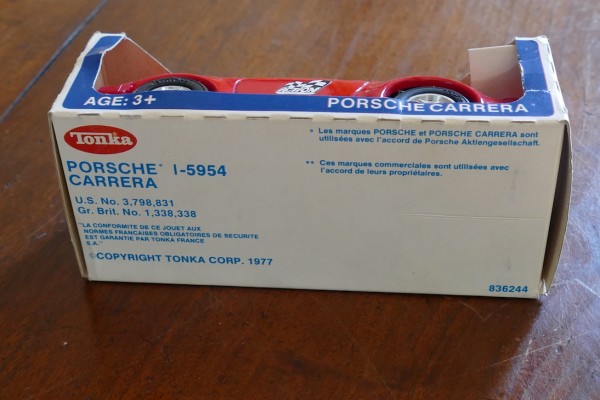 AGE: 3+
PORSCHE CARRERA
Tonka
PORSCHE* I-5954
CARRERA
U.S. No. 3,798,831
Gr. Brit. No. 1,338,338
"LA CONFORMITE DE CE JOUET AUX
NORMES FRANCAISES OBLIGATOIRES DE SECURITE
EST GARANTIE PAR TONKA FRANCE
S.A."
©COPYRIGHT TONKA CORP. 1977
* Les marques PORSCHE et PORSCHE CARRERA sont
utilisées avec l'accord de Porsche Aktiengesellschaft.
** Ces marques commerciales sont utilisées avec
l'accord de leurs propriétaires.
836244